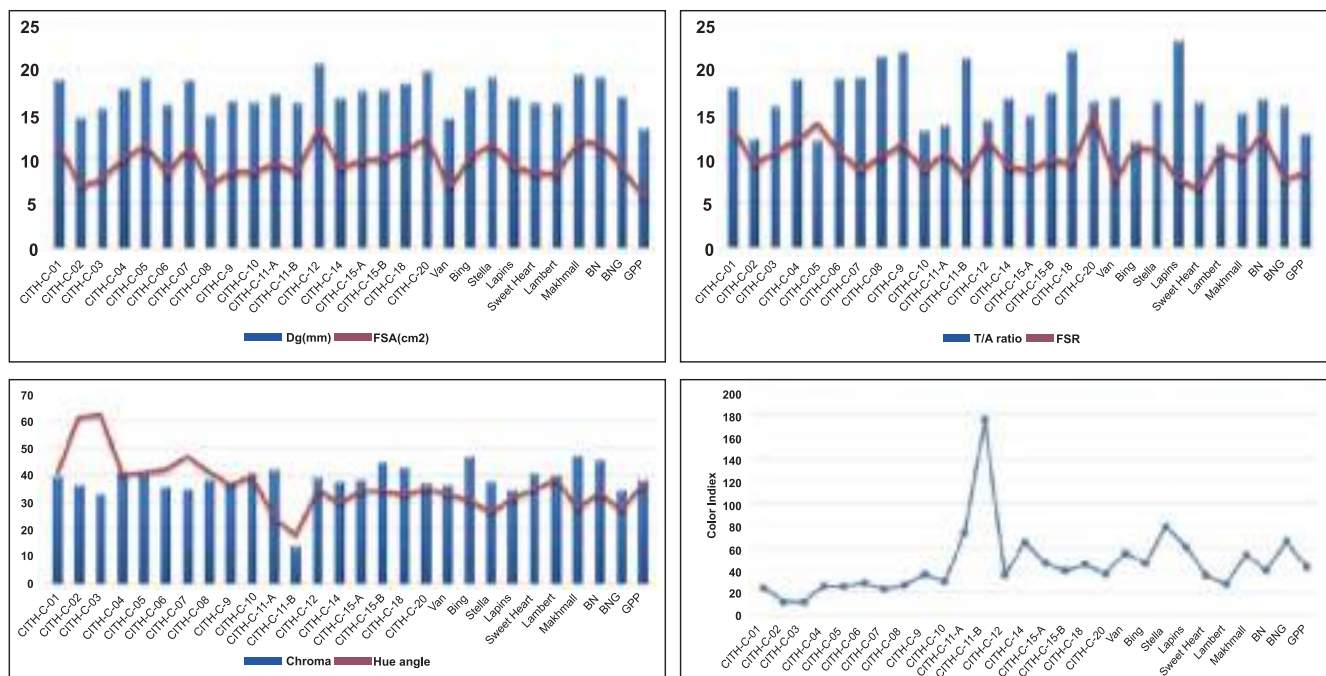 25
20
15
10
5
0
CITH-C-01
CITH-C-02
CITH-C-03
CITH-C-04
CITH-C-05
CITH-C-06
CITH-C-07
CITH-C-08
CITH-C-9
CITH-C-10
CITH-C-11-A
CITH-C-11-B
CITH-C-12
CITH-C-14
CITH-C-15-A
CITH-C-15-B
CITH-C-18
CITH-C-20
Van
Bing
Stella
Lapins
Sweet Heart
Lambert
Makhmall
BN
BNG
GPP
Dg(mm) FSA(cm2)
25
20
15
10
5
0
CITH-C-01
CITH-C-02
CITH-C-03
CITH-C-04
CITH-C-05
CITH-C-06
CITH-C-07
CITH-C-08
CITH-C-9
CITH-C-10
CITH-C-11-A
CITH-C-11-B
CITH-C-12
CITH-C-14
CITH-C-15-A
CITH-C-15-B
CITH-C-18
CITH-C-20
Van
Bing
Stella
Lapins
Sweet Heart
Lambert
Makhmall
BN
BNG
GPP
T/A ratio FSR
70
60
50
40
30
20
10
0
CITH-C-01
CITH-C-02
CITH-C-03
CITH-C-04
CITH-C-05
CITH-C-06
CITH-C-07
CITH-C-08
CITH-C-9
CITH-C-10
CITH-C-11-A
CITH-C-11-B
CITH-C-12
CITH-C-14
CITH-C-15-A
CITH-C-15-B
CITH-C-18
CITH-C-20
Van
Bing
Stella
Lapins
Sweet Heart
Lambert
Makhmall
BN
BNG
GPP
Chroma Hue angle
Color Index
200
180
160
140
120
100
80
60
40
20
0
CITH-C-01
CITH-C-02
CITH-C-03
CITH-C-04
CITH-C-05
CITH-C-06
CITH-C-07
CITH-C-08
CITH-C-9
CITH-C-10
CITH-C-11-A
CITH-C-11-B
CITH-C-12
CITH-C-14
CITH-C-15-A
CITH-C-15-B
CITH-C-18
CITH-C-20
Van
Bing
Stella
Lapins
Sweet Heart
Lambert
Makhmall
BN
BNG
GPP